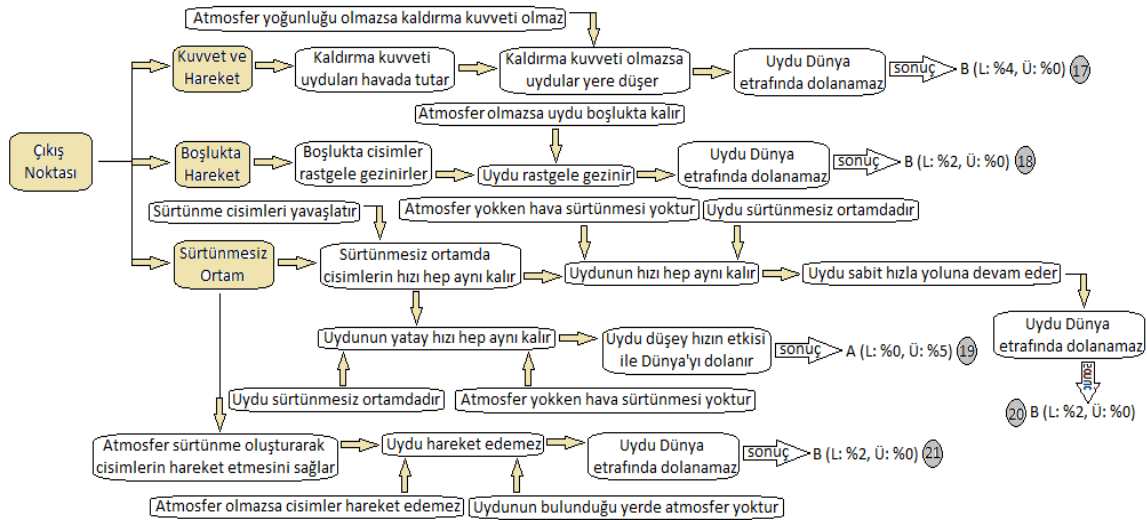 Atmosfer yoğunluğu olmazsa kaldırma kuvveti olmaz
Kuvvet ve
Hareket
Kaldırma kuvveti
uyduları havada tutar
Kaldırma kuvveti olmazsa
uydular yere düşer
Uydu Dünya
etrafında dolanamaz
sonuç
B (L: %4, Ü: %0)
17
Atmosfer olmazsa uydu boşlukta kalır
Çıkış
Noktası
Boşlukta
Hareket
Boşlukta cisimler
rastgele gezinirler
Uydu rastgele gezinir
Uydu Dünya
etrafında dolanamaz
sonuç
B (L: %2, Ü: %0)
18
Sürtünme cisimleri yavaşlatır
Atmosfer yokken hava sürtünmesi yoktur
Uydu sürtünmesiz ortamdadır
Sürtünmesiz
Ortam
Sürtünmesiz ortamda
cisimlerin hızı hep aynı kalır
Uydunun hızı hep aynı kalır
Uydu sabit hızla yoluna devam eder
Uydu Dünya
etrafında dolanamaz
sonuç
20
B (L: %2, Ü: %0)
Uydunun yatay hızı hep aynı kalır
Uydu düşey hızın etkisi
ile Dünya'yı dolanır
sonuç
A (L: %0, Ü: %5)
19
Uydu sürtünmesiz ortamdadır
Atmosfer yokken hava sürtünmesi yoktur
Atmosfer sürtünme oluşturarak
cisimlerin hareket etmesini sağlar
Uydu hareket edemez
Uydu Dünya
etrafında dolanamaz
sonuç
B (L: %2, Ü: %0)
21
Atmosfer olmazsa cisimler hareket edemez
Uydunun bulunduğu yerde atmosfer yoktur